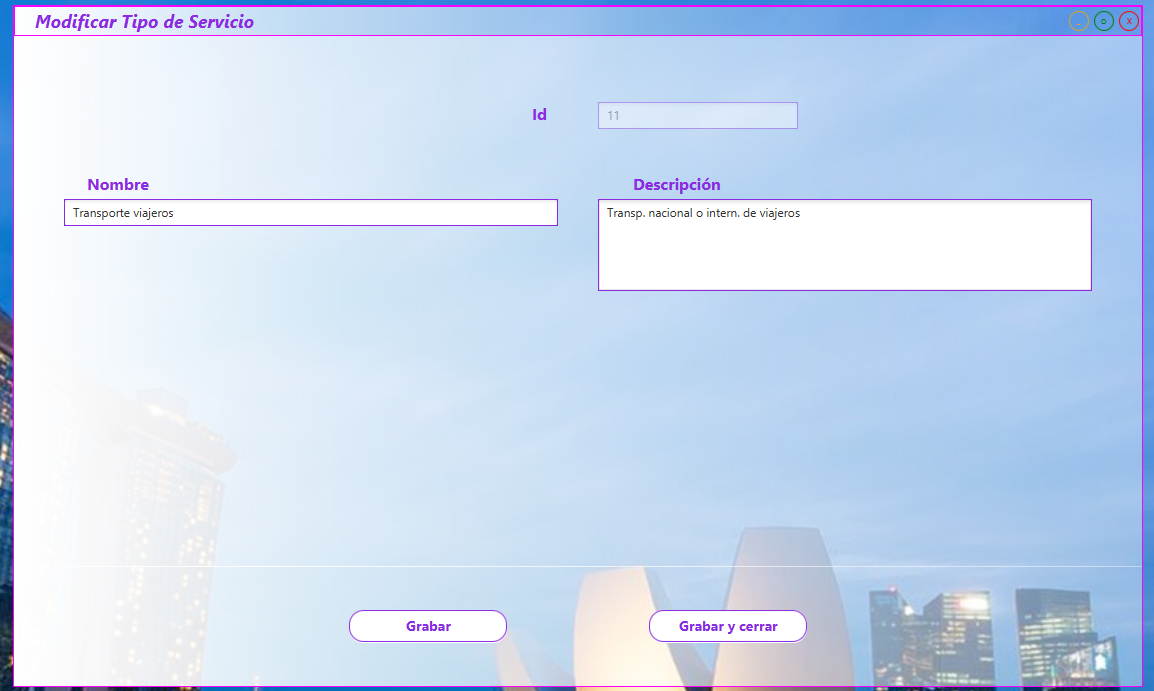 Modificar Tipo de Servicio
_ o x
Id
11
Nombre
Descripción
Transporte viajeros
Transp. nacional o intern. de viajeros
Grabar
Grabar y cerrar